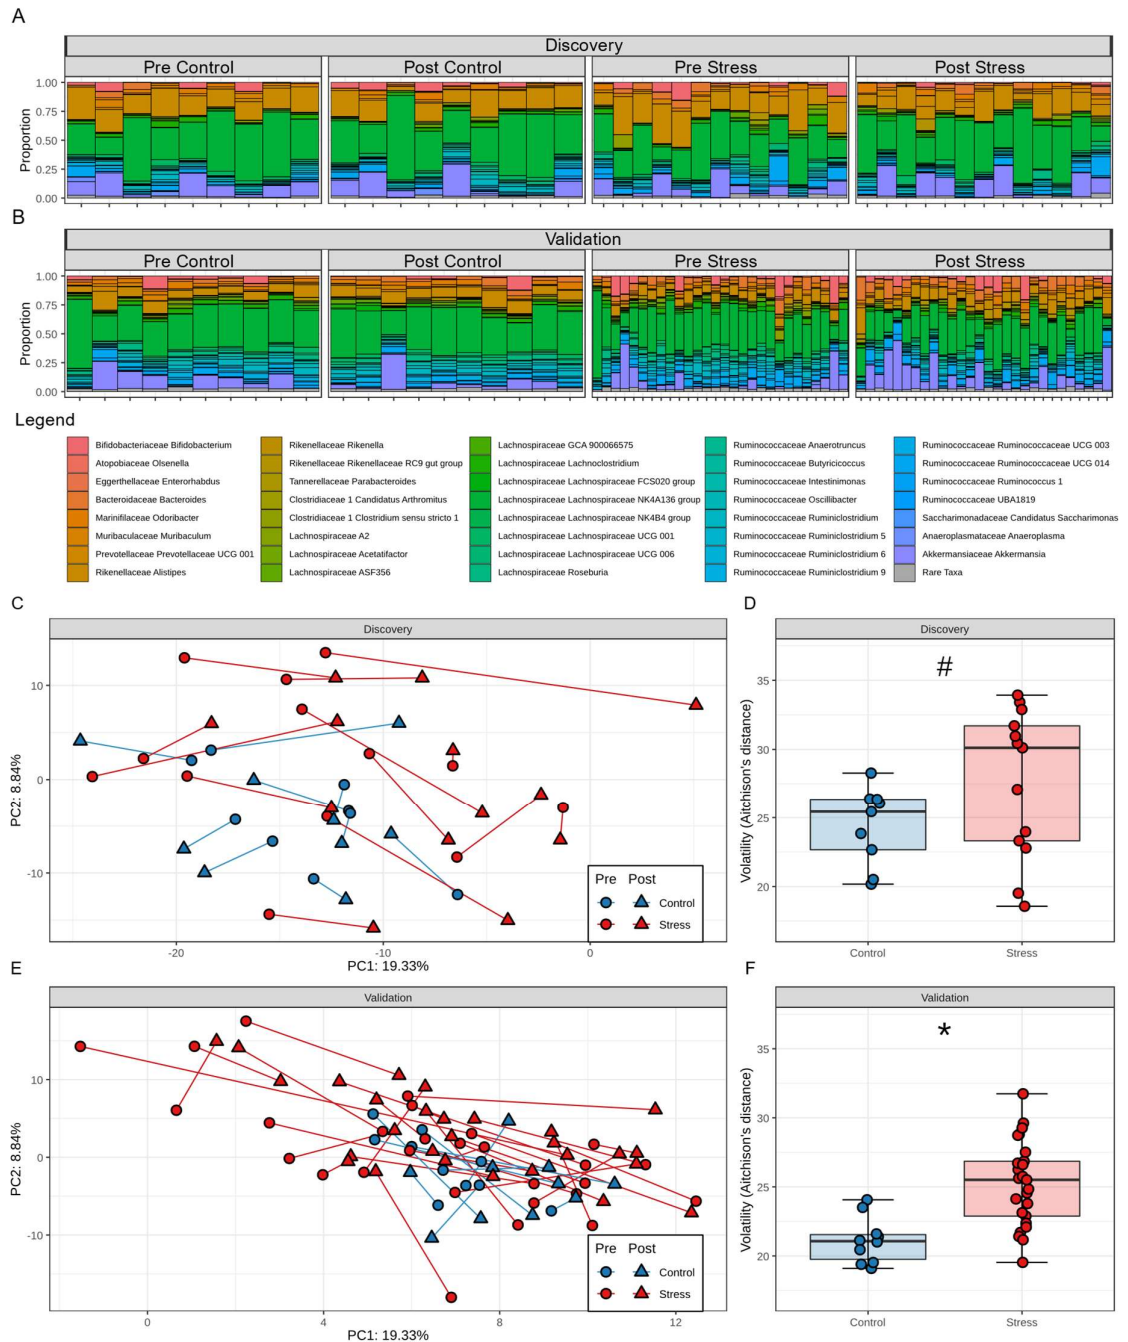 A
Discovery
Pre Control Post Control Pre Stress Post Stress
1.00
0.75
0.50
0.25
0.00
Proportion
B
Validation
Pre Control Post Control Pre Stress Post Stress
1.00
0.75
0.50
0.25
0.00
Proportion
Legend
Bifidobacteriaceae Bifidobacterium
Atopobiaceae Olsenella
Eggerthellaceae Enterorhabdus
Bacteroidaceae Bacteroides
Marinifilaceae Odoribacter
Muribaculaceae Muribaculum
Prevotellaceae Prevotellaceae UCG 001
Rikenellaceae Alistipes
Rikenellaceae Rikenella
Rikenellaceae Rikenellaceae RC9 gut group
Tannerellaceae Parabacteroides
Clostridiaceae 1 Candidatus Arthromitus
Clostridiaceae 1 Clostridium sensu stricto 1
Lachnospiraceae A2
Lachnospiraceae Acetatifactor
Lachnospiraceae ASF356
Lachnospiraceae GCA 900066575
Lachnospiraceae Lachnoclostridium
Lachnospiraceae Lachnospiraceae FCS020 group
Lachnospiraceae Lachnospiraceae NK4A136 group
Lachnospiraceae Lachnospiraceae NK4B4 group
Lachnospiraceae Lachnospiraceae UCG 001
Lachnospiraceae Lachnospiraceae UCG 006
Lachnospiraceae Roseburia
Ruminococcaceae Anaerotruncus
Ruminococcaceae Butyricicoccus
Ruminococcaceae Intestinimonas
Ruminococcaceae Oscillibacter
Ruminococcaceae Ruminiclostridium
Ruminococcaceae Ruminiclostridium 5
Ruminococcaceae Ruminiclostridium 6
Ruminococcaceae Ruminiclostridium 9
Ruminococcaceae Ruminococcaceae UCG 003
Ruminococcaceae Ruminococcaceae UCG 014
Ruminococcaceae Ruminococcus 1
Ruminococcaceae UBA1819
Saccharimonadaceae Candidatus Saccharimonas
Anaeroplasmataceae Anaeroplasma
Akkermansiaceae Akkermansia
Rare Taxa
C
Discovery
10
0
-10
PC2: 8.84%
-20 -10 0
PC1: 19.33%
Pre Post
Control
Stress
D
Discovery
#
35
30
25
20
Volatility (Aitchison's distance)
Control Stress
E
Validation
10
0
-10
PC2: 8.84%
0 4 8 12
PC1: 19.33%
Pre Post
Control
Stress
F
Validation
*
35
30
25
20
Volatility (Aitchison's distance)
Control Stress